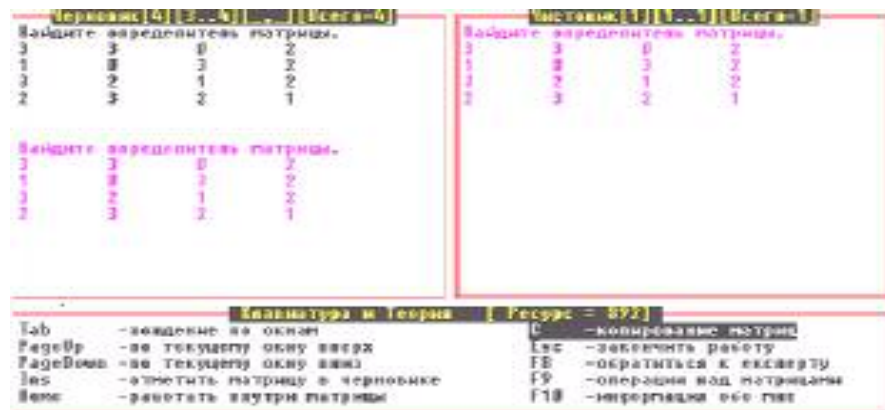 Черновик[4][3..4][ , ][Всего=4]
Найдите определитель матрицы.
3 3 0 2
1 0 3 2
3 2 1 2
2 3 2 1
Найдите определитель матрицы.
3 3 0 2
1 0 3 2
3 2 1 2
2 3 2 1
Чистовик[1][1..1][Всего=1]
Найдите определитель матрицы.
3 3 0 2
1 0 3 2
3 2 1 2
2 3 2 1
Клавиатура и Теория [ Ресурс = 892]
Tab -хождение по окнам
PageUp -по текущему окну вверх
PageDown -по текущему окну вниз
Ins -отметить матрицу в черновике
Home -работать внутри матрицы
-копирование матриц
Esc -закончить работу
F8 -обратиться к эксперту
F9 -операции над матрицами
F10 -информация обо мне